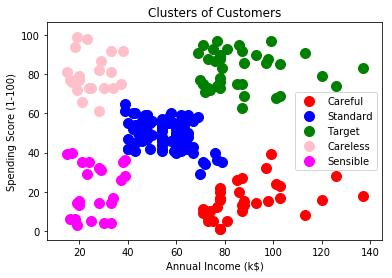 Clusters of Customers
Spending Score (1-100)
100
80
60
40
20
0
Careful
Standard
Target
Careless
Sensible
20
40
60
80
100
120
140
Annual Income (k$)